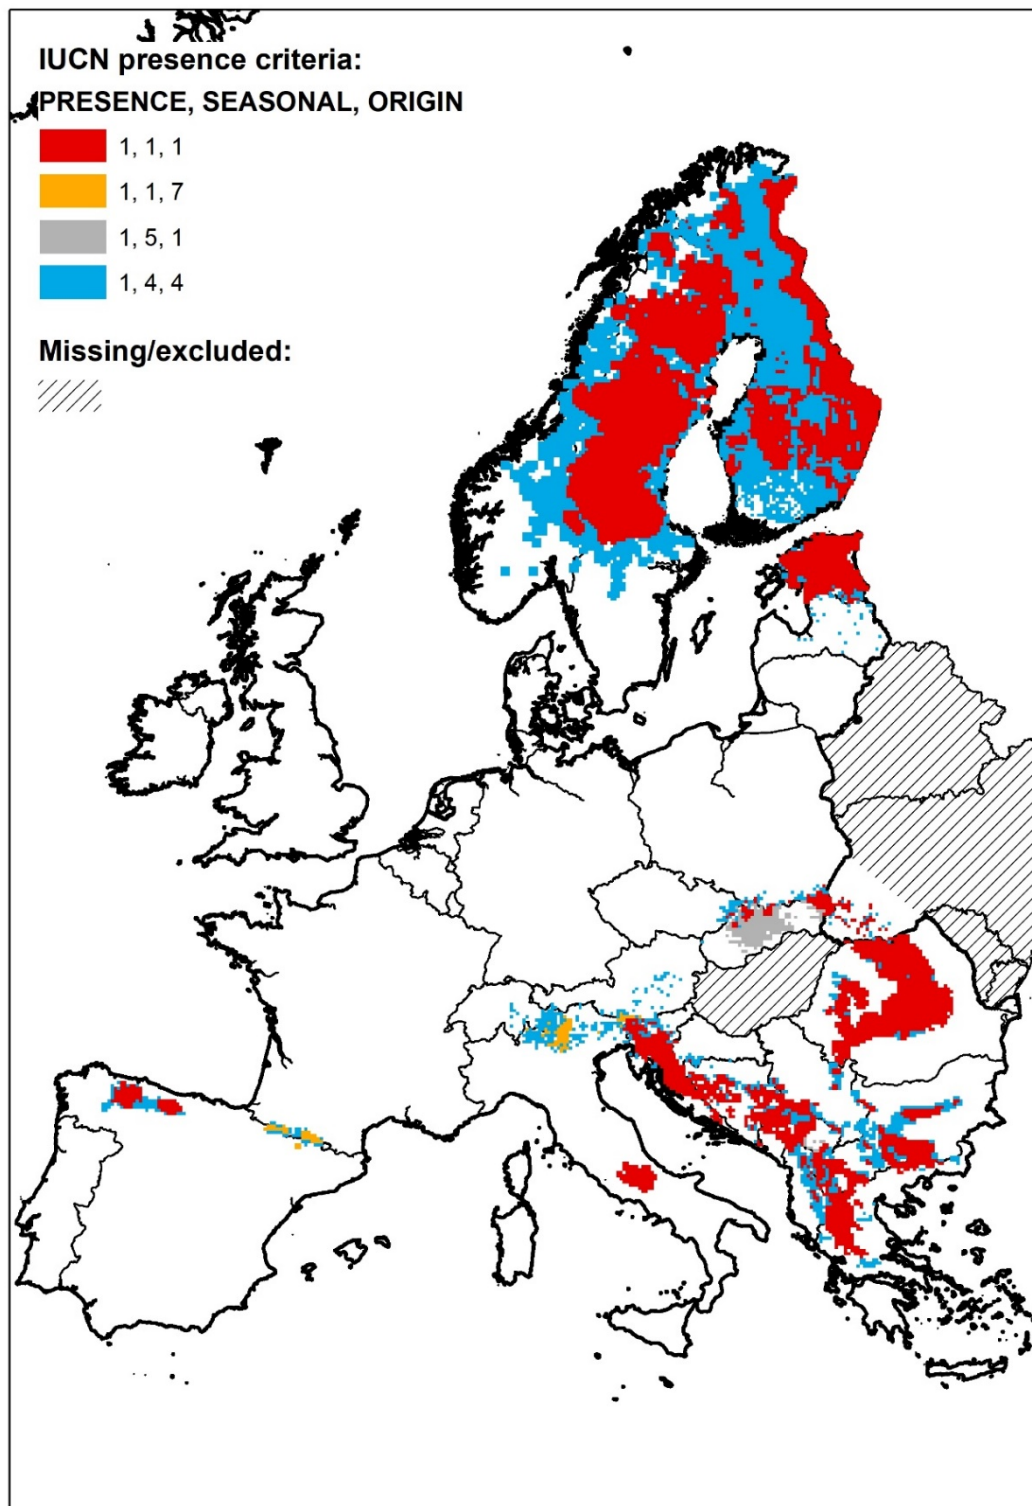 IUCN presence criteria:
PRESENCE, SEASONAL, ORIGIN
1, 1, 1
1, 1, 7
1, 5, 1
1, 4, 4
Missing/excluded: